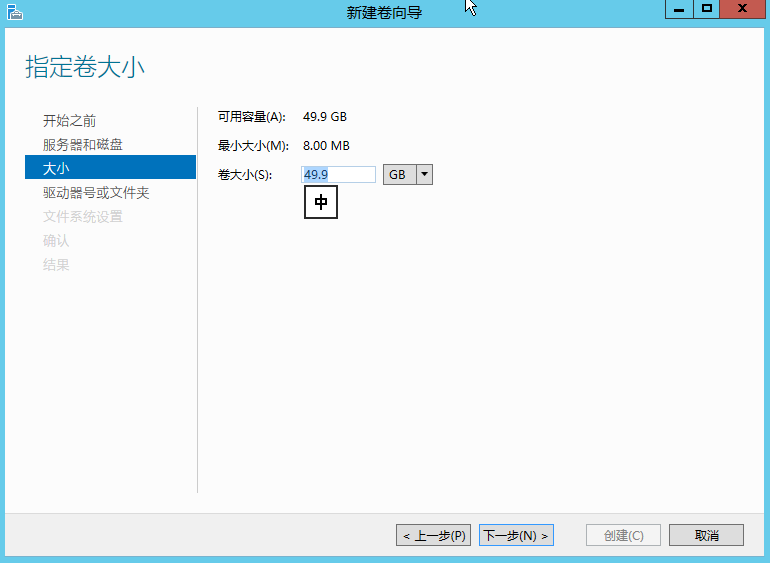 新建卷向导
指定卷大小
开始之前
服务器和磁盘
大小
驱动器号或文件夹
文件系统设置
确认
结果
可用容量(A): 49.9 GB
最小大小(M): 8.00 MB
卷大小(S): 49.9 GB
中
< 上一步(P) 下一步(N) > 创建(C) 取消